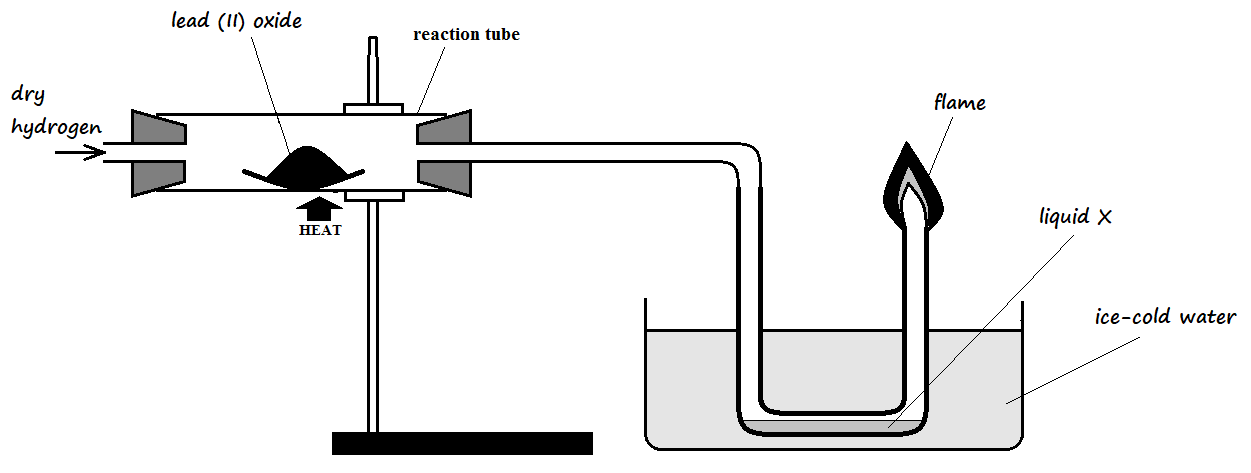 lead (II) oxide
reaction tube
dry
hydrogen
flame
HEAT
liquid X
ice-cold water